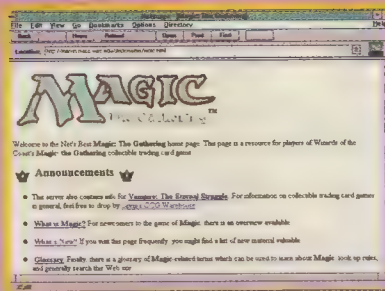 File Edit View Go Bookmarks Options Directory Help
Back Home Reload Open Print Find
Location:
MAGIC
The Gathering
TM
Welcome to the Net's Best Magic: The Gathering home page. This page is a resource for players of Wizards of the
Coast's Magic: the Gathering collectible trading card game
Announcements
This server also contains info for Vampire: The Eternal Struggle. For information on collectible trading card games
in general, feel free to drop by
What is Magic? For newcomers to the game of Magic, there is an overview available
What's New? If you visit this page frequently, you might find a list of new material valuable
Glossary Finally, there is a glossary of Magic-related terms which can be used to learn about Magic, look up rules,
and generally search the Web site